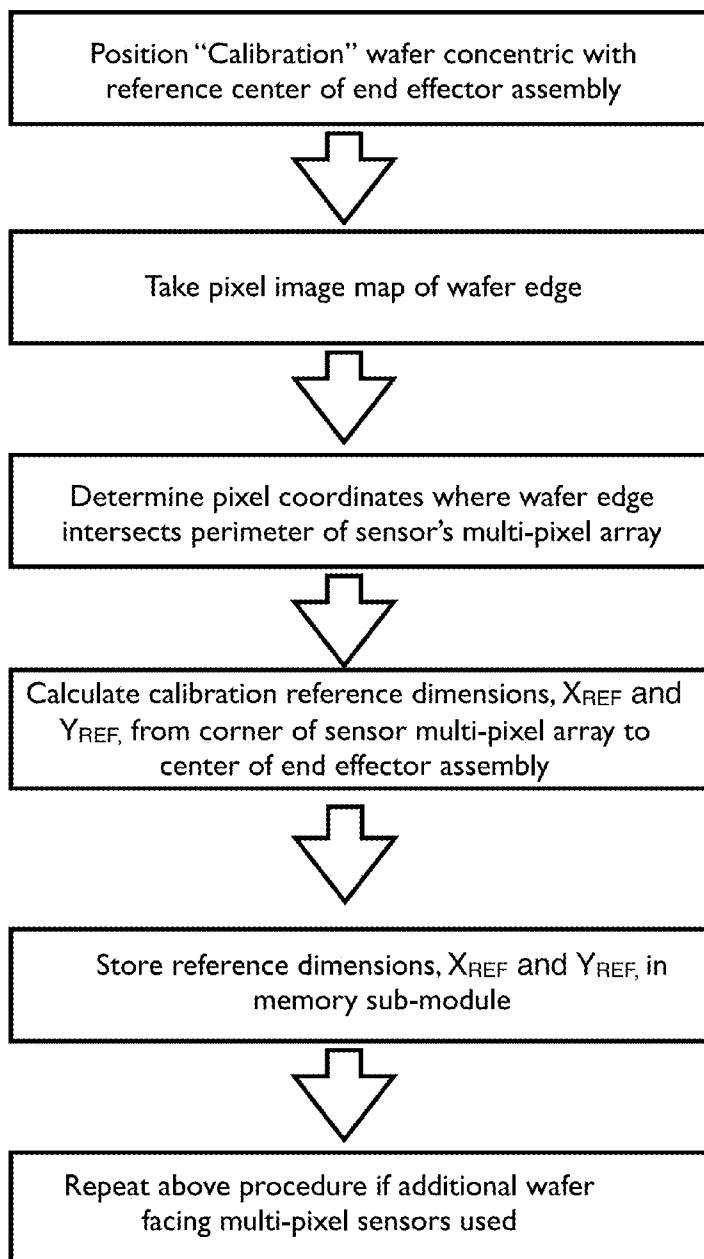 Position “Calibration” wafer concentric with
reference center of end effector assembly
Take pixel image map of wafer edge
Determine pixel coordinates where wafer edge
intersects perimeter of sensor’s multi-pixel array
Calculate calibration reference dimensions, XREF and
YREF, from corner of sensor multi-pixel array to
center of end effector assembly
Store reference dimensions, XREF and YREF, in
memory sub-module
Repeat above procedure if additional wafer
facing multi-pixel sensors used